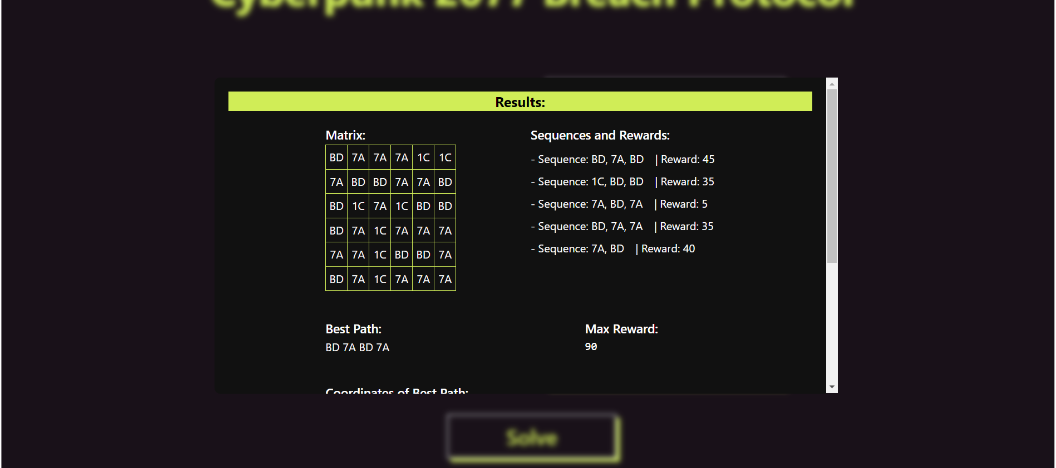 Cyberpunk 2077 Breach Protocol
Results:
Matrix:
BD 7A 7A 7A 1C 1C
7A BD BD 7A 7A BD
BD 1C 7A 1C BD BD
BD 7A 1C 7A 7A 7A
7A 7A 1C BD BD 7A
BD 7A 1C 7A 7A 7A
Sequences and Rewards:
- Sequence: BD, 7A, BD | Reward: 45
- Sequence: 1C, BD, BD | Reward: 35
- Sequence: 7A, BD, 7A | Reward: 5
- Sequence: BD, 7A, 7A | Reward: 35
- Sequence: 7A, BD | Reward: 40
Best Path:
BD 7A BD 7A
Max Reward:
90
Coordinates of Best Path:
Solve